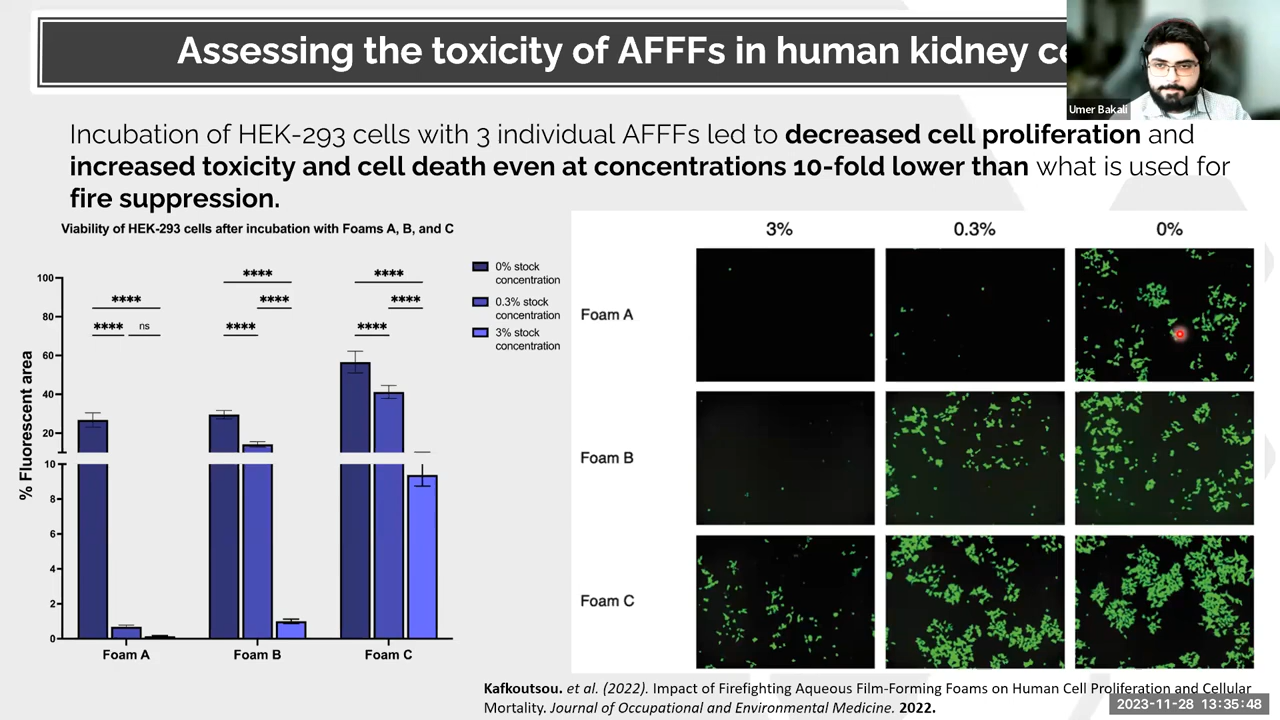 Assessing the toxicity of AFFFs in human kidney ce
Umer Bakali
Incubation of HEK-293 cells with 3 individual AFFFs led to decreased cell proliferation and
increased toxicity and cell death even at concentrations 10-fold lower than what is used for
fire suppression.
Viability of HEK-293 cells after incubation with Foams A, B, and C
% Fluorescent area
100
80
60
40
20
10
8
6
4
2
0
**** 
**** ns
****
****
****
****
****
****
0% stock
concentration
0.3% stock
concentration
3% stock
concentration
Foam A
Foam B
Foam C
3% 0.3% 0%
Foam A
Foam B
Foam C
Kafkoutsou. et al. (2022). Impact of Firefighting Aqueous Film-Forming Foams on Human Cell Proliferation and Cellular
Mortality. Journal of Occupational and Environmental Medicine. 2022.
2023-11-28 13:35:48